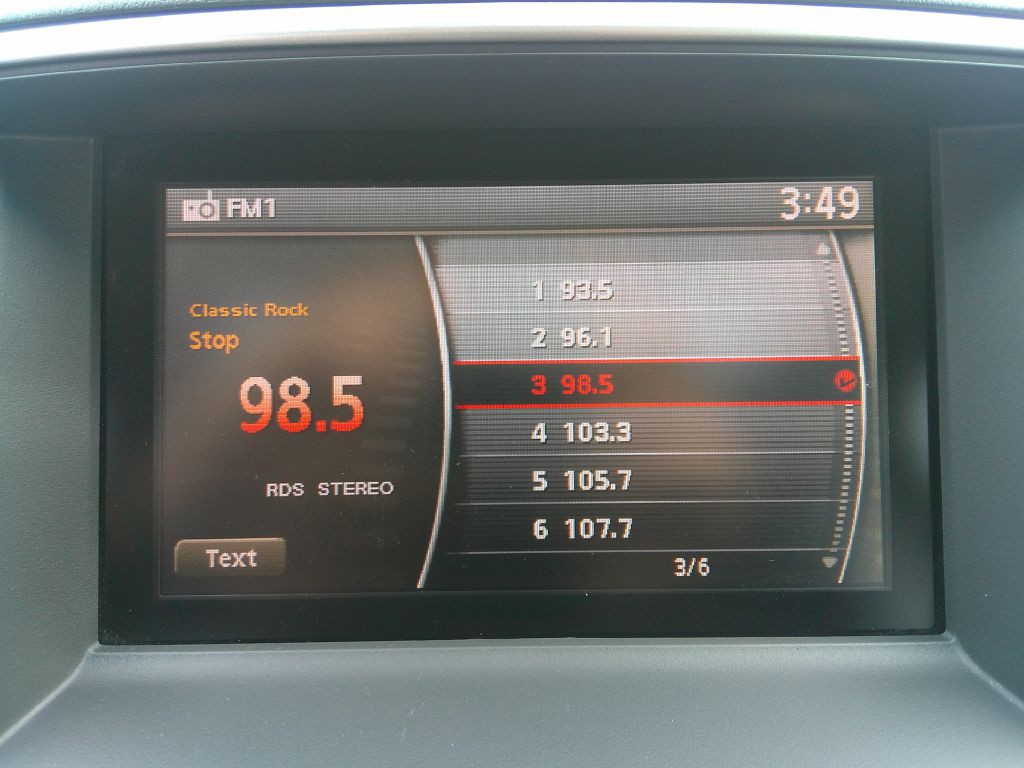 FM1 3:49
Classic Rock
Stop
98.5
RDS STEREO
Text
1 93.5
2 96.1
3 98.5
4 103.3
5 105.7
6 107.7
3/6